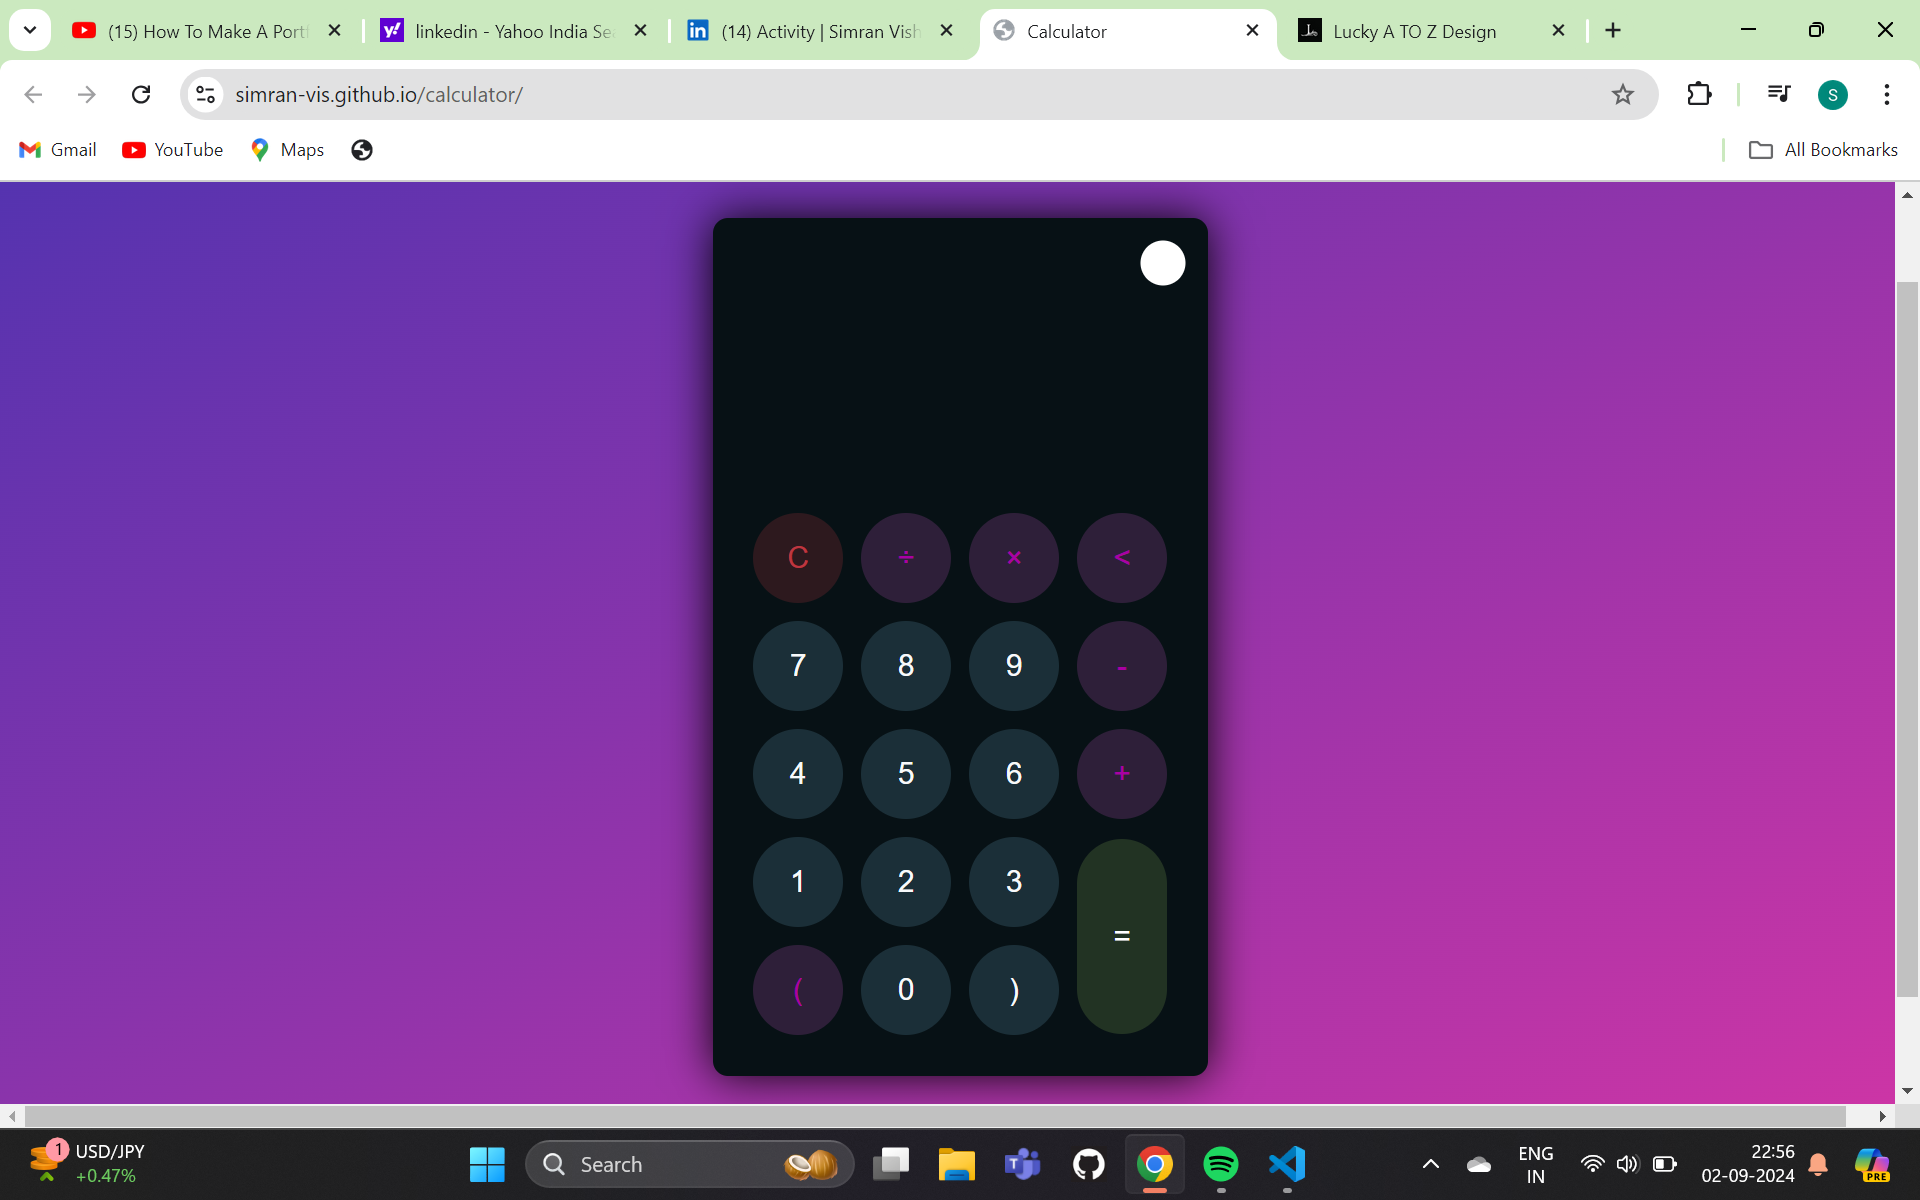 (15) How To Make A Portf
linkedin - Yahoo India Sea
(14) Activity | Simran Vish
Calculator
Lucky A TO Z Design
simran-vis.github.io/calculator/
S
Gmail
YouTube
Maps
All Bookmarks
C ÷ × <
7 8 9 -
4 5 6 +
1 2 3
=
( 0 )
1
USD/JPY
+0.47%
Search
ENG
IN
22:56
02-09-2024
PRE